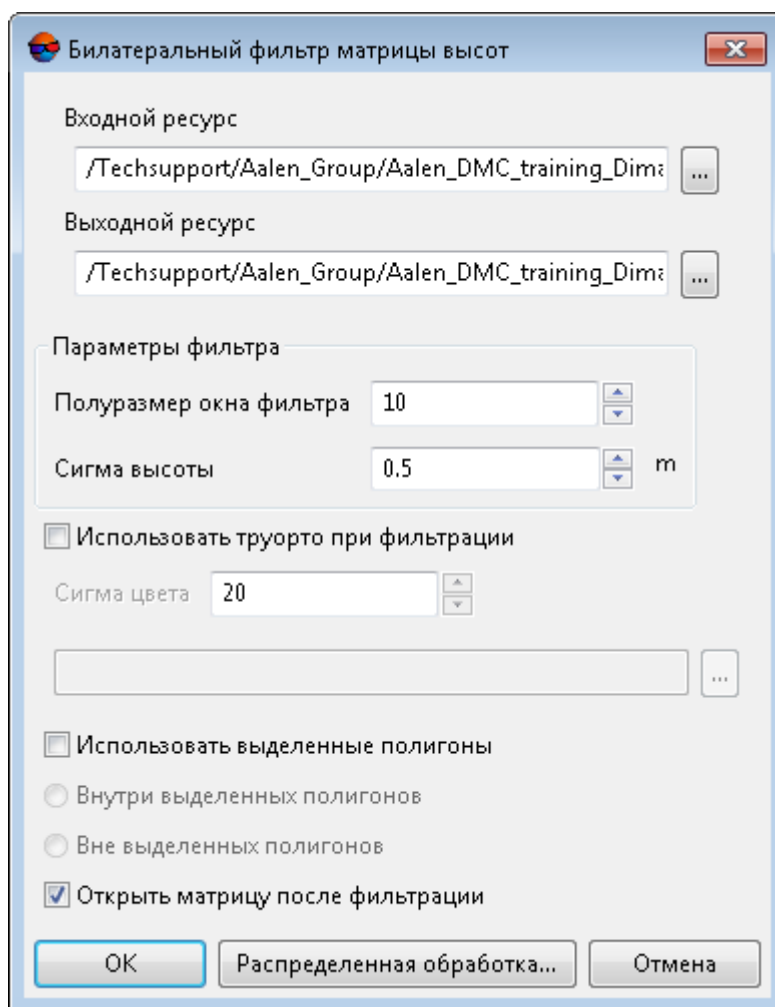 Билатеральный фильтр матрицы высот
Входной ресурс
/Techsupport/Aalen_Group/Aalen_DMC_training_Dima
...
Выходной ресурс
/Techsupport/Aalen_Group/Aalen_DMC_training_Dima
...
Параметры фильтра
Полуразмер окна фильтра 10
Сигма высоты 0.5 m
Использовать труорто при фильтрации
Сигма цвета 20
...
Использовать выделенные полигоны
Внутри выделенных полигонов
Вне выделенных полигонов
Открыть матрицу после фильтрации
OK Распределенная обработка... Отмена